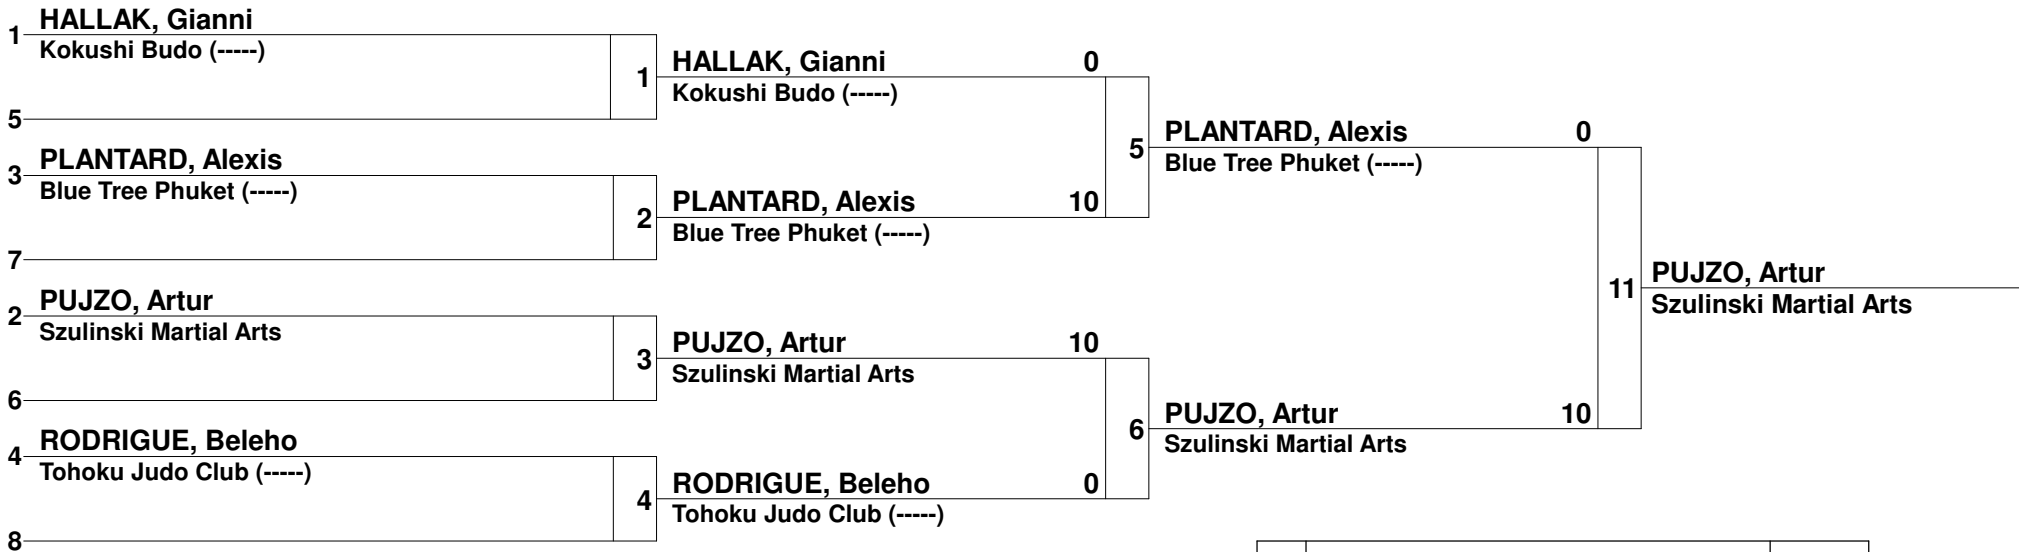 HALLAK, Gianni
1
Kokushi Budo (-----)
1
HALLAK, Gianni 0
Kokushi Budo (-----)
5
5
PLANTARD, Alexis 0
Blue Tree Phuket (-----)
PLANTARD, Alexis
3
Blue Tree Phuket (-----)
2
PLANTARD, Alexis 10
Blue Tree Phuket (-----)
7
11
PUJZO, Artur
Szulinski Martial Arts
PUJZO, Artur
2
Szulinski Martial Arts
3
PUJZO, Artur 10
Szulinski Martial Arts
6
6
PUJZO, Artur 10
Szulinski Martial Arts
RODRIGUE, Beleho
4
Tohoku Judo Club (-----)
4
RODRIGUE, Beleho 0
Tohoku Judo Club (-----)
8